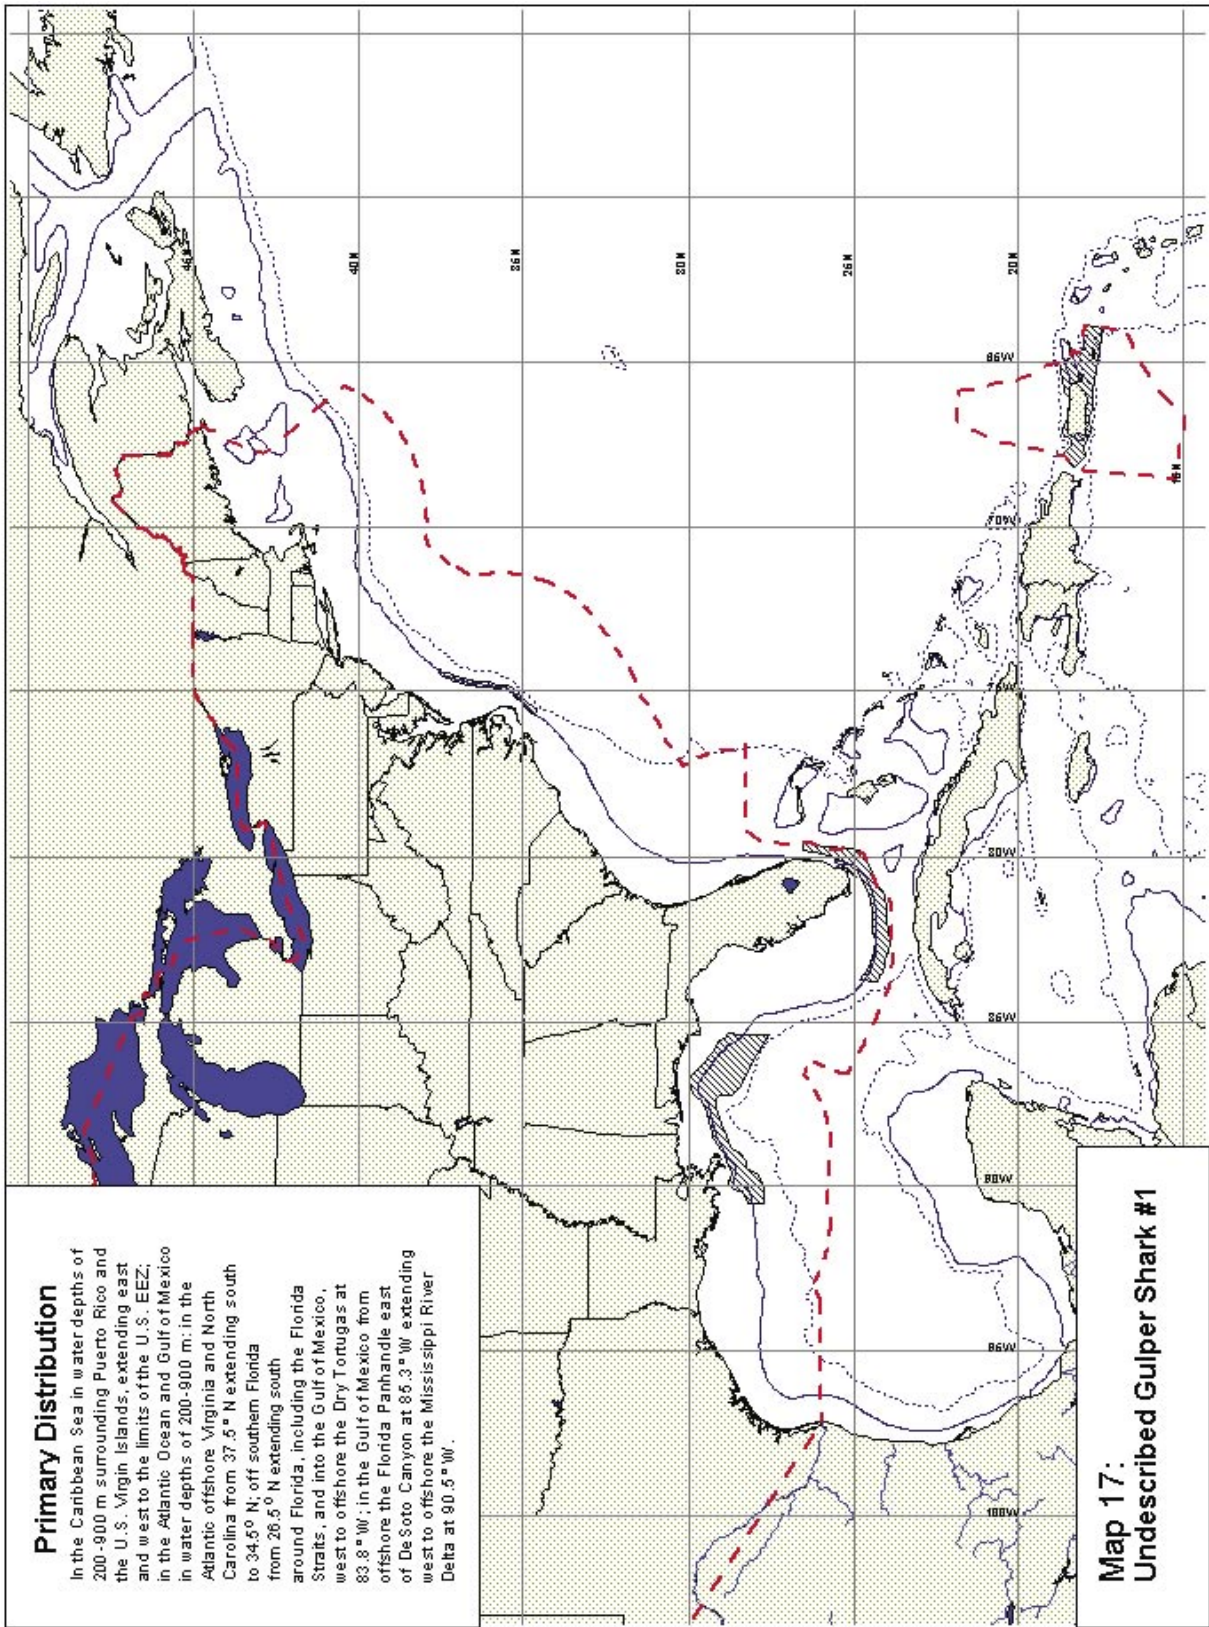 Primary Distribution
In the Caribbean Sea in water depths of
200-900 m surrounding Puerto Rico and
the U.S. Virgin Islands, extending east
and west to the limits of the U.S. EEZ;
in the Atlantic Ocean and Gulf of Mexico
in water depths of 200-900 m: in the
Atlantic offshore Virginia and North
Carolina from 37.5° N extending south
to 34.5° N; off southern Florida
from 26.5° N extending south
around Florida, including the Florida
Straits, and into the Gulf of Mexico,
west to offshore the Dry Tortugas at
83.8° W; in the Gulf of Mexico from
offshore the Florida Panhandle east
of De Soto Canyon at 85.3° W extending
west to offshore the Mississippi River
Delta at 90.5° W.
45N
40N
35N
30N
25N
20N
15N
100W
95W
90W
85W
80W
75W
70W
65W
Map 17:
Undescribed Gulper Shark #1